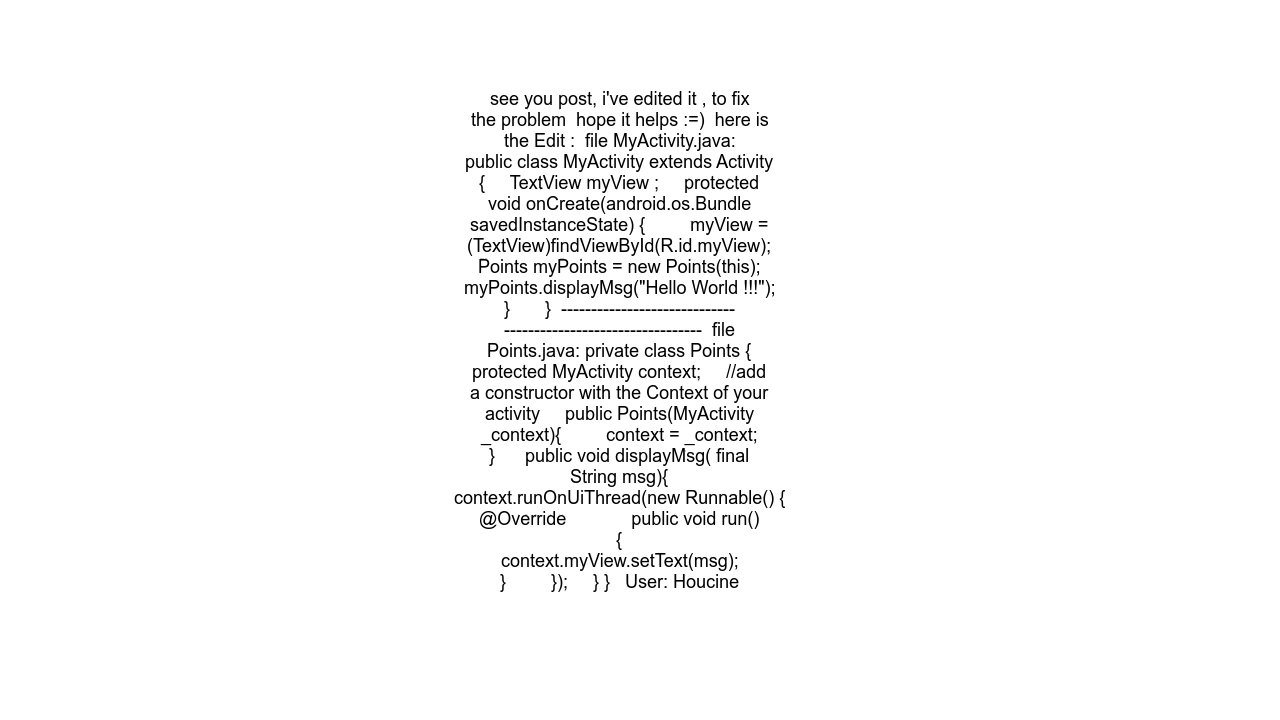 see you post, i've edited it , to fix
the problem  hope it helps :=)  here is
the Edit :  file MyActivity.java:
public class MyActivity extends Activity
{     TextView myView ;     protected
void onCreate(android.os.Bundle
savedInstanceState) {         myView =
(TextView)findViewById(R.id.myView);
Points myPoints = new Points(this);
myPoints.displayMsg("Hello World !!!");
}       }  -----------------------------
---------------------------------  file
Points.java: private class Points {
protected MyActivity context;     //add
a constructor with the Context of your
activity     public Points(MyActivity
_context){         context = _context;
}      public void displayMsg( final
String msg){
context.runOnUiThread(new Runnable() {
@Override             public void run()
{
context.myView.setText(msg);
}         });     } }   User: Houcine